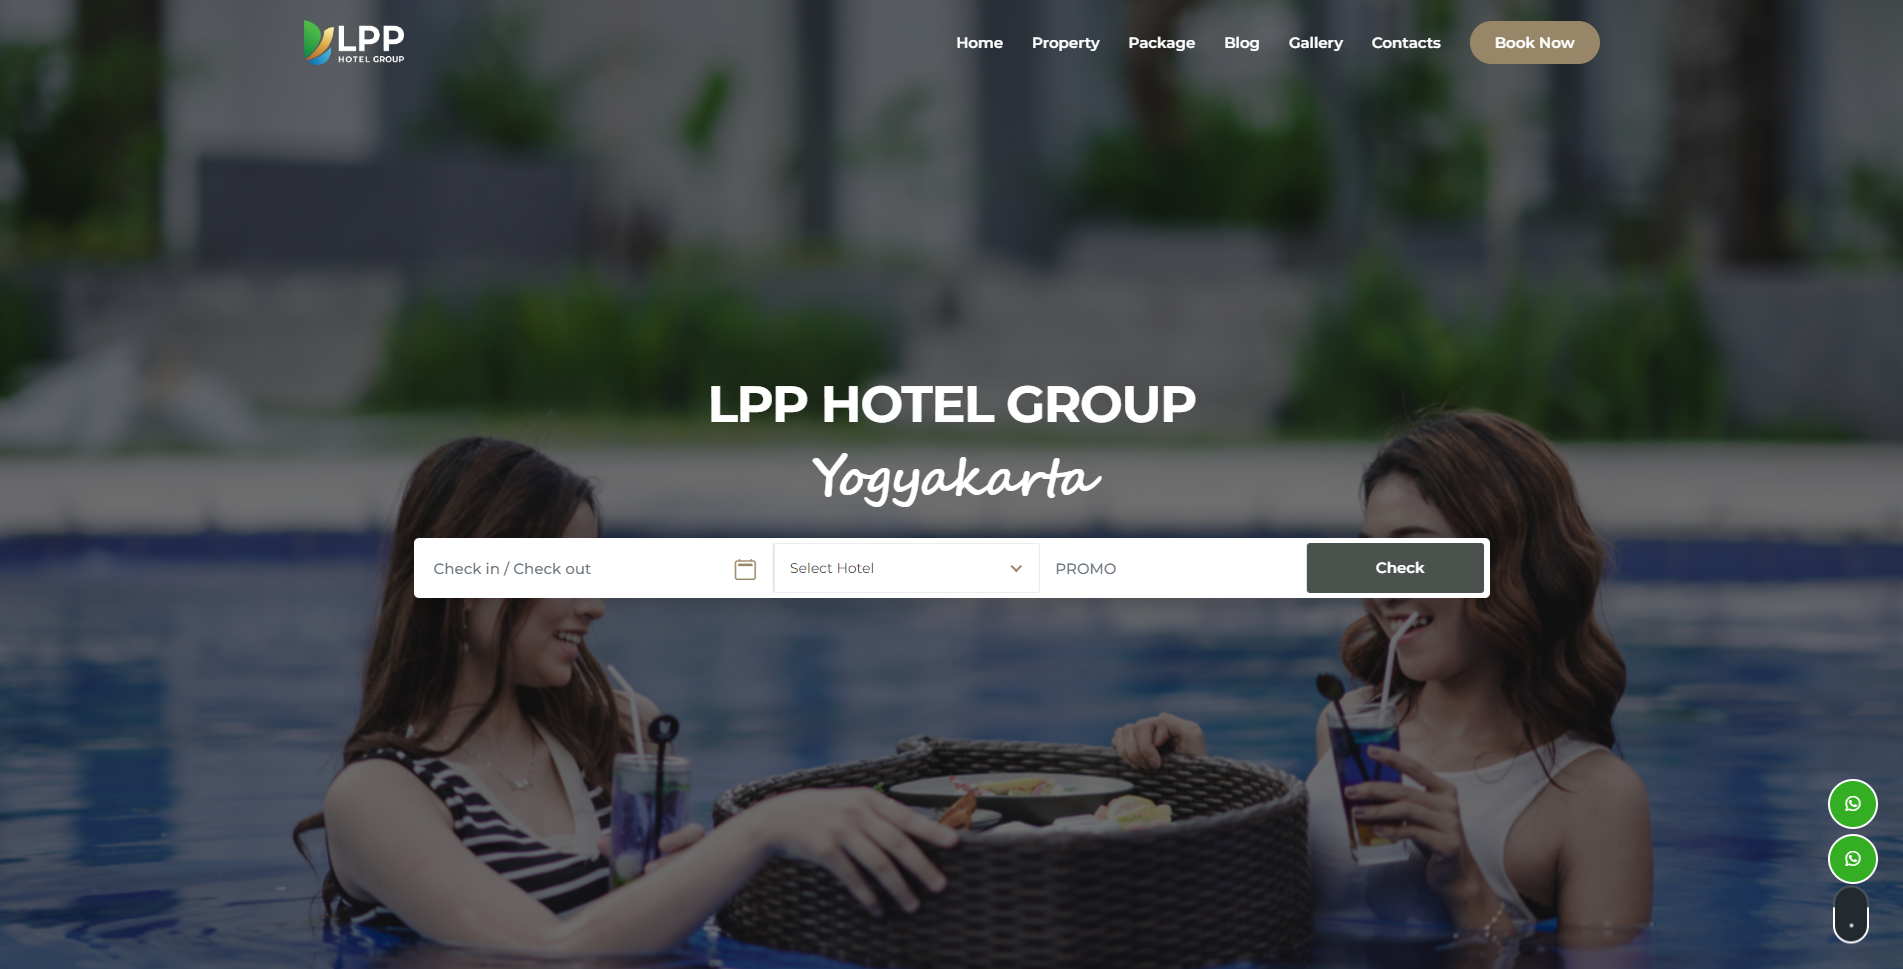 LPP
HOTEL GROUP
Home
Property
Package
Blog
Gallery
Contacts
Book Now
LPP HOTEL GROUP
Yogyakarta
Check in / Check out
Select Hotel
PROMO
Check